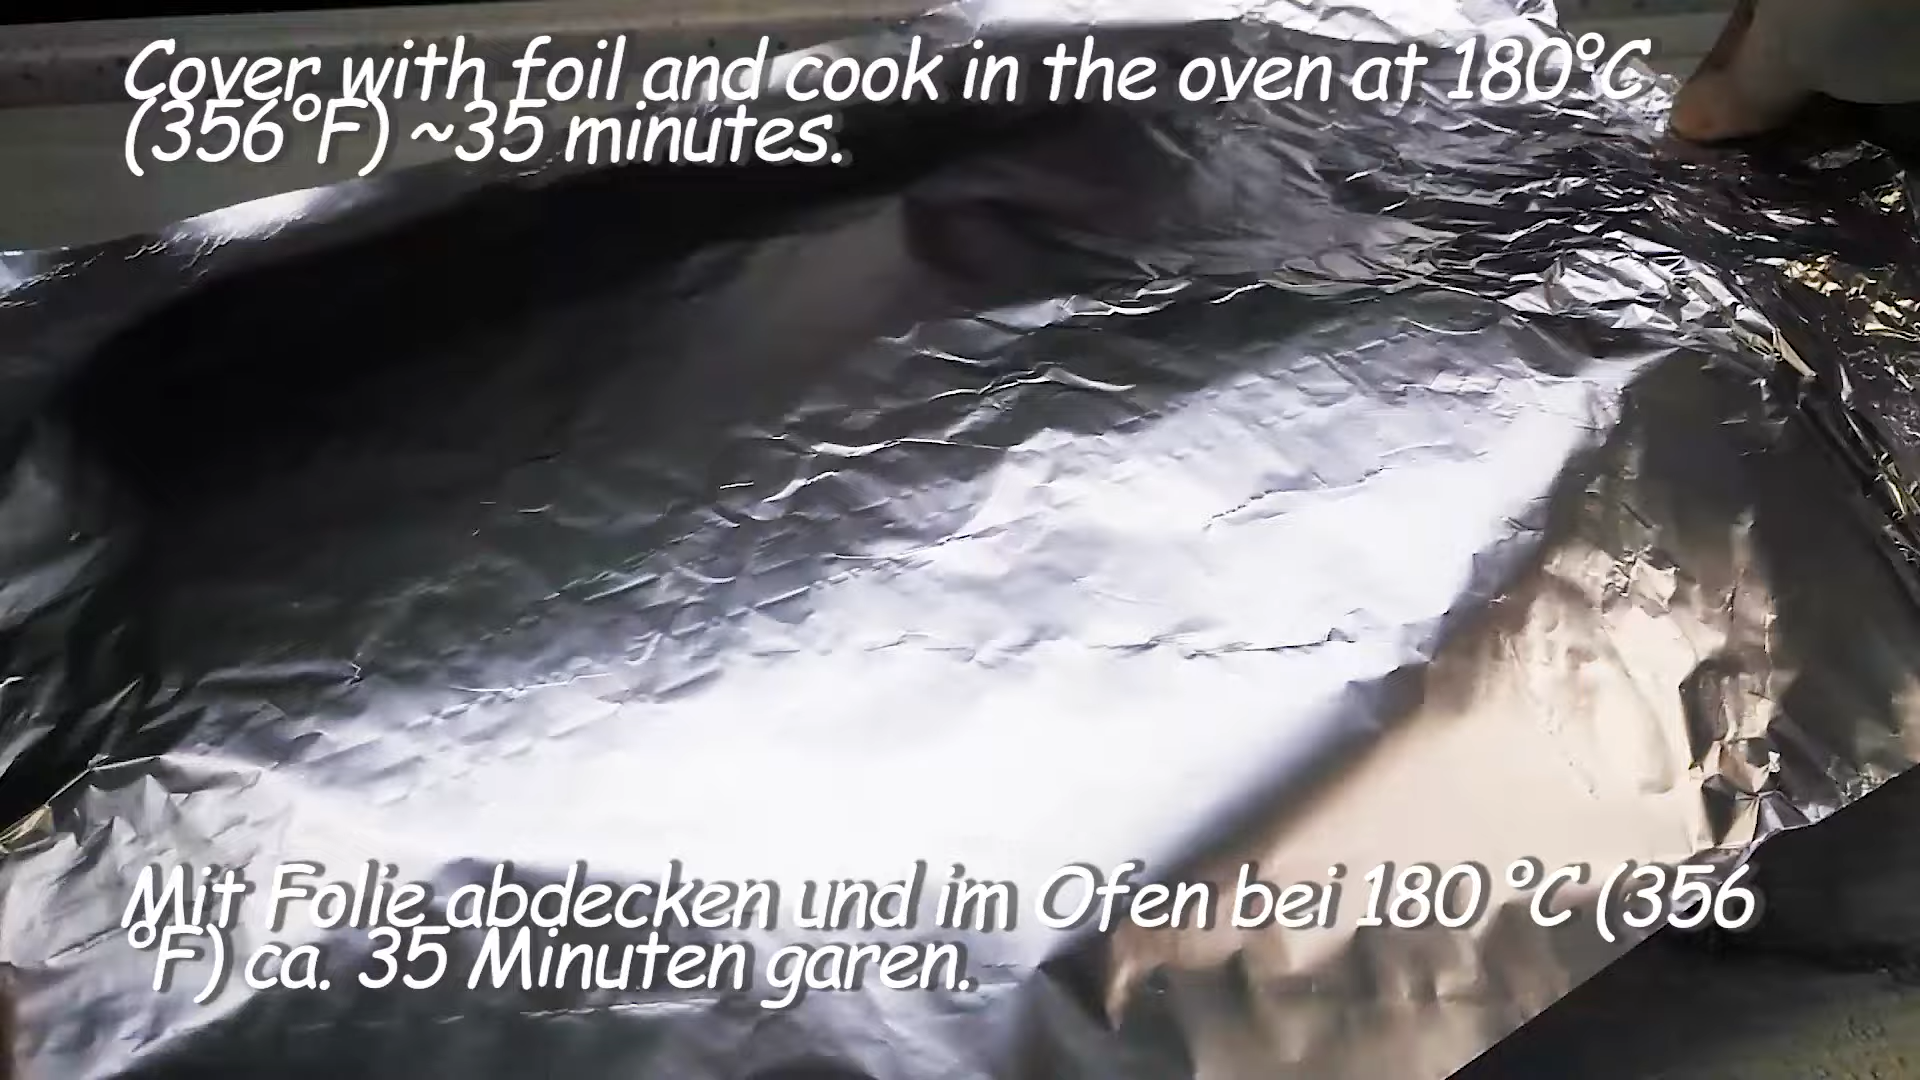 Cover with foil and cook in the oven at 180°C
(356°F) ~35 minutes.
Mit Folie abdecken und im Ofen bei 180 °C (356
°F) ca. 35 Minuten garen.